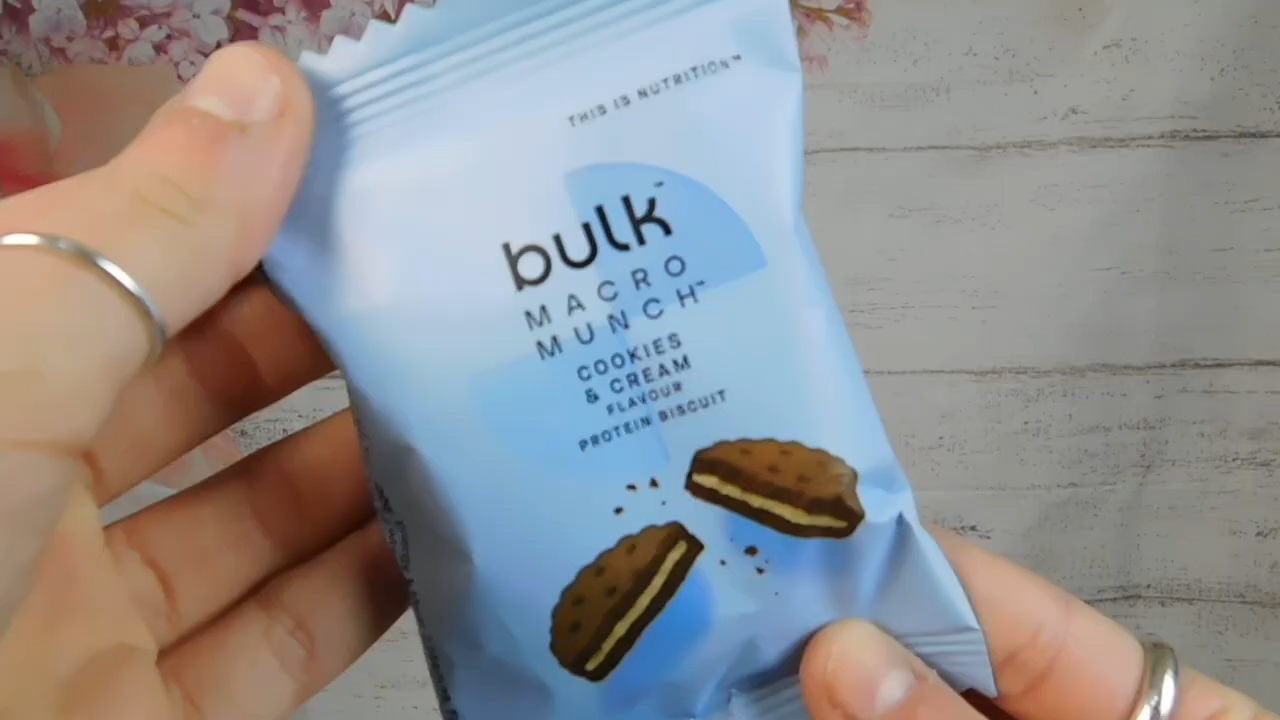 THIS IS NUTRITION™
bulk™
MACRO
MUNCH™
COOKIES
& CREAM
FLAVOUR
PROTEIN BISCUIT